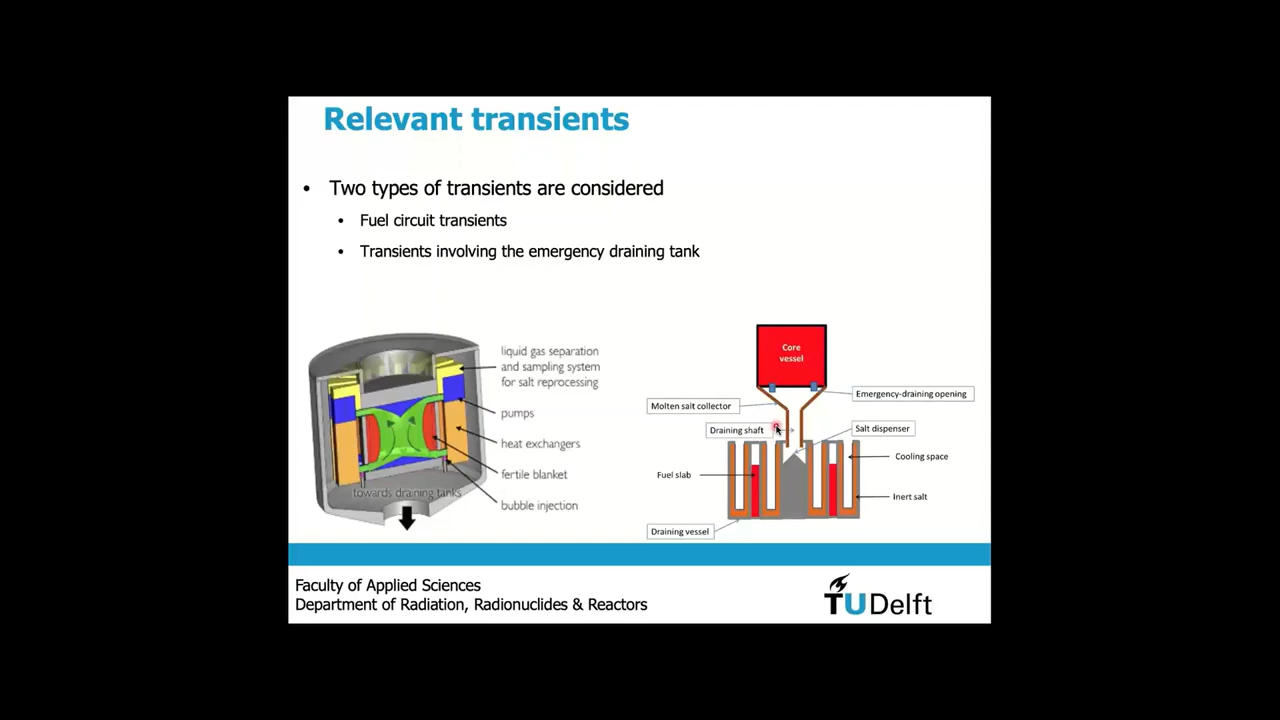 Relevant transients
• Two types of transients are considered
• Fuel circuit transients
• Transients involving the emergency draining tank
liquid gas separation
and sampling system
for salt reprocessing
pumps
heat exchangers
fertile blanket
bubble injection
towards draining tanks
Core
vessel
Emergency-draining opening
Molten salt collector
Draining shaft
Salt dispenser
Cooling space
Fuel slab
Inert salt
Draining vessel
Faculty of Applied Sciences
Department of Radiation, Radionuclides & Reactors
TUDelft